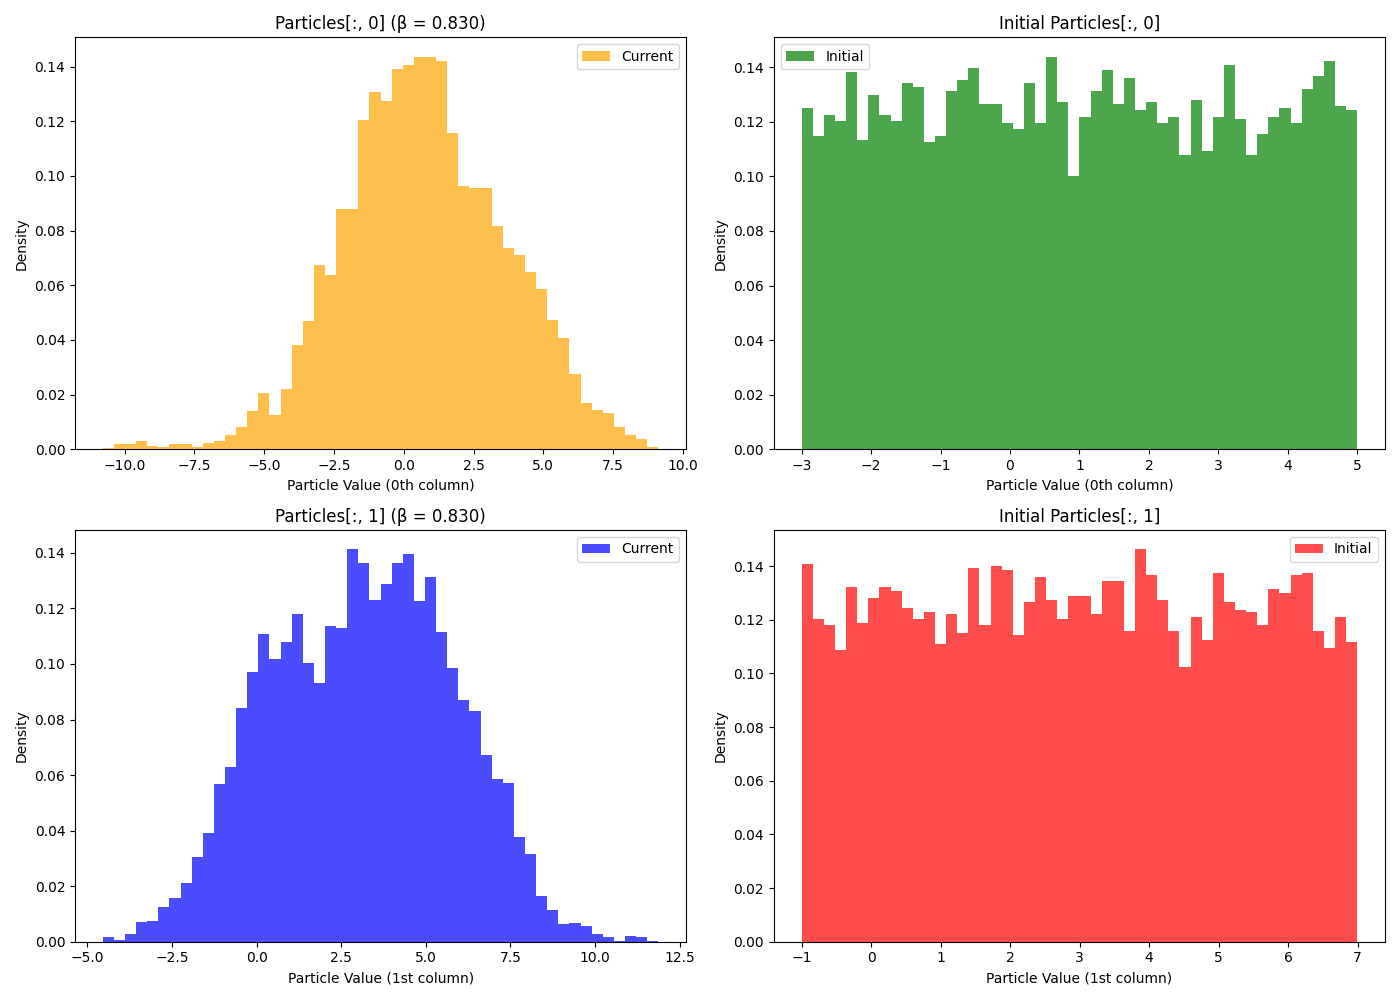 Particles[:, 0] (β = 0.830)
Current
0.14
0.12
0.10
0.08
0.06
0.04
0.02
0.00
Density
−10.0 −7.5 −5.0 −2.5 0.0 2.5 5.0 7.5 10.0
Particle Value (0th column)
Initial Particles[:, 0]
Initial
0.14
0.12
0.10
0.08
0.06
0.04
0.02
0.00
Density
−3 −2 −1 0 1 2 3 4 5
Particle Value (0th column)
Particles[:, 1] (β = 0.830)
Current
0.14
0.12
0.10
0.08
0.06
0.04
0.02
0.00
Density
−5.0 −2.5 0.0 2.5 5.0 7.5 10.0 12.5
Particle Value (1st column)
Initial Particles[:, 1]
Initial
0.14
0.12
0.10
0.08
0.06
0.04
0.02
0.00
Density
−1 0 1 2 3 4 5 6 7
Particle Value (1st column)